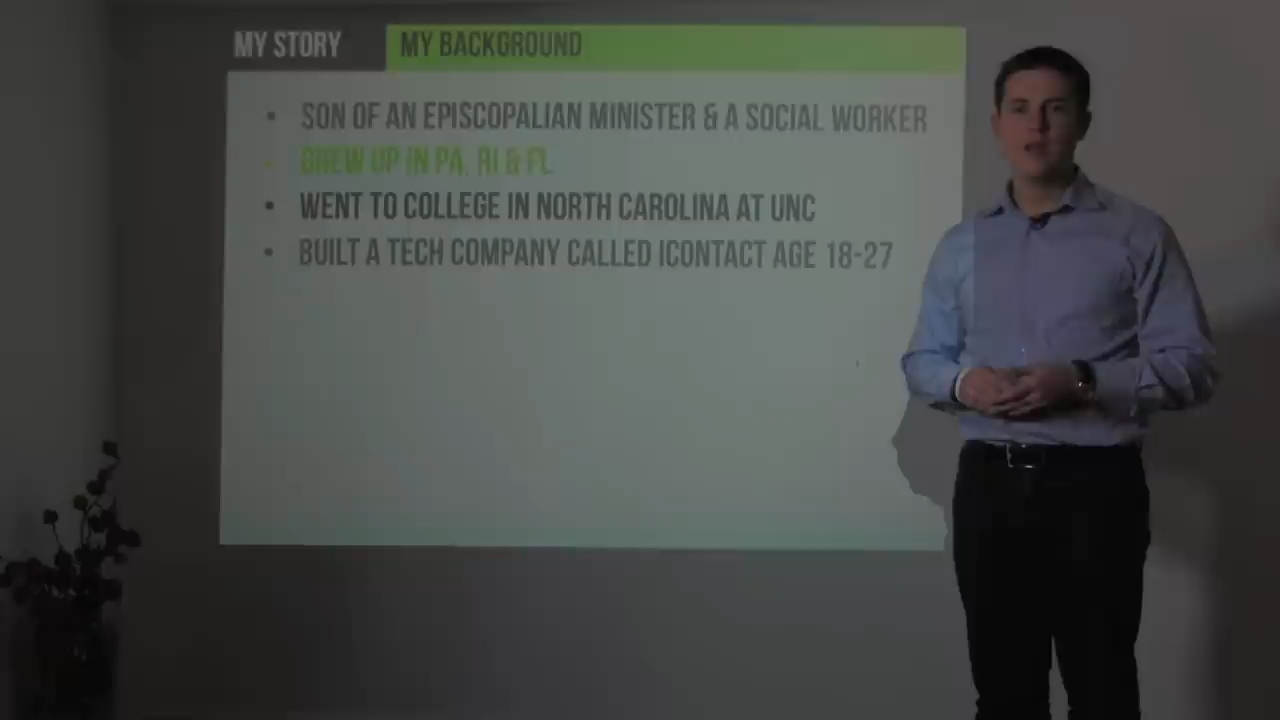 MY STORY MY BACKGROUND
• SON OF AN EPISCOPALIAN MINISTER & A SOCIAL WORKER
• GREW UP IN PA, RI & FL
• WENT TO COLLEGE IN NORTH CAROLINA AT UNC
• BUILT A TECH COMPANY CALLED ICONTACT AGE 18-27